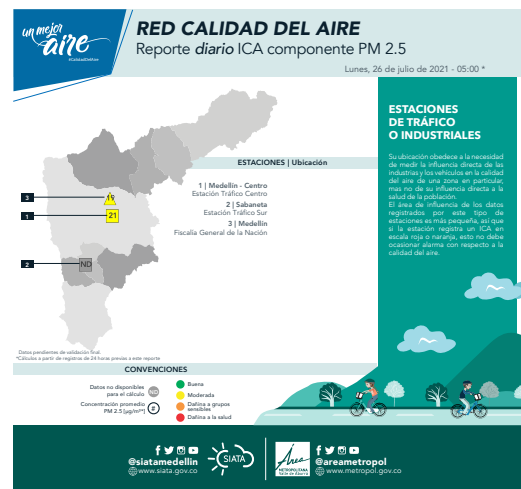 un mejor
aire
#CalidadDelAire
RED CALIDAD DEL AIRE
Reporte diario ICA componente PM 2.5
Lunes, 26 de julio de 2021 - 05:00 *
ESTACIONES
DE TRÁFICO
O INDUSTRIALES
Su ubicación obedece a la necesidad
de medir la influencia directa de las
industrias y los vehículos en la calidad
del aire de una zona en particular,
mas no de su influencia directa a la
salud de la población.
El área de influencia de los datos
registrados por este tipo de
estaciones es más pequeña, así que
si la estación registra un ICA en
escala roja o naranja, esto no debe
ocasionar alarma con respecto a la
calidad del aire.
ESTACIONES | Ubicación
1 | Medellín - Centro
Estación Tráfico Centro
2 | Sabaneta
Estación Tráfico Sur
3 | Medellín
Fiscalía General de la Nación
3
19
1
21
2
ND
Datos pendientes de validación final.
*Cálculos a partir de registros de 24 horas previas a este reporte
CONVENCIONES
Datos no disponibles
para el cálculo
ND
Concentración promedio
PM 2.5 [µg/m³*]
#
Buena
Moderada
Dañina a grupos
sensibles
Dañina a la salud
@siatamedellin
www.siata.gov.co
SIATA
Área
METROPOLITANA
Valle de Aburrá
@areametropol
www.metropol.gov.co